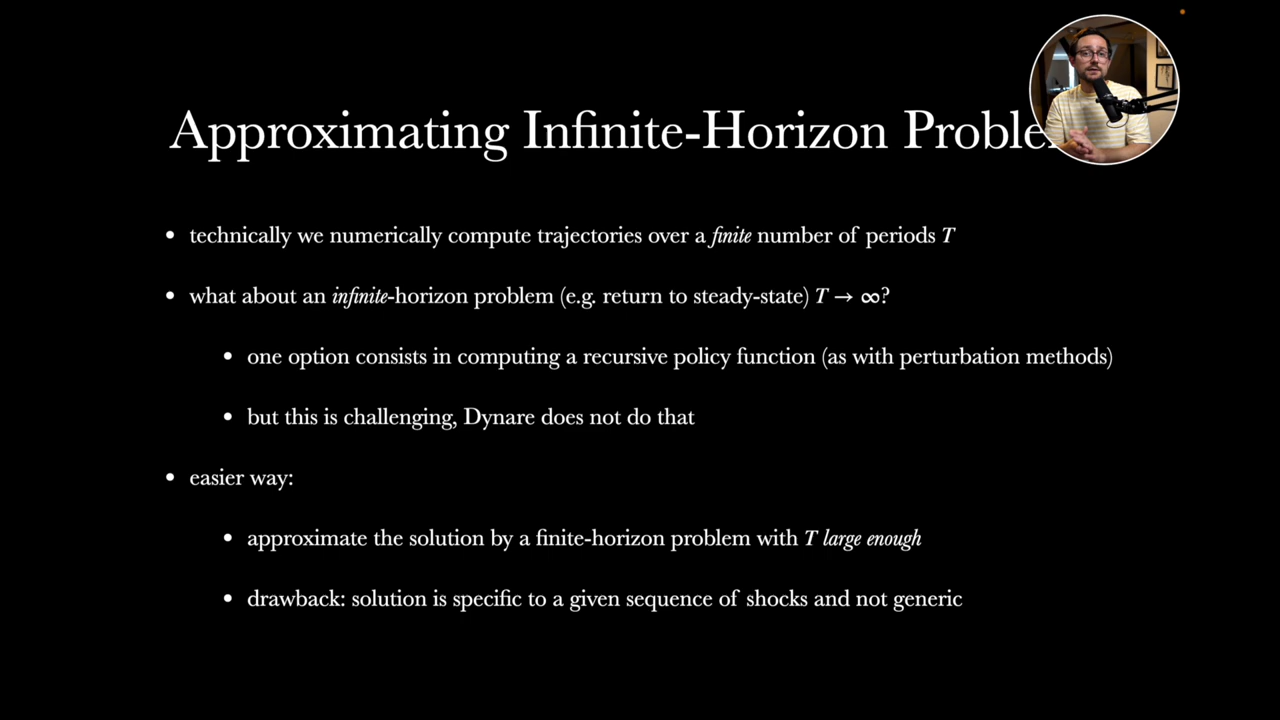 Approximating Infinite-Horizon
• technically we numerically compute trajectories over a finite number of periods T
• what about an infinite-horizon problem (e.g. return to steady-state) T → ∞?
• one option consists in computing a recursive policy function (as with perturbation methods)
• but this is challenging, Dynare does not do that
• easier way:
• approximate the solution by a finite-horizon problem with T large enough
• drawback: solution is specific to a given sequence of shocks and not generic